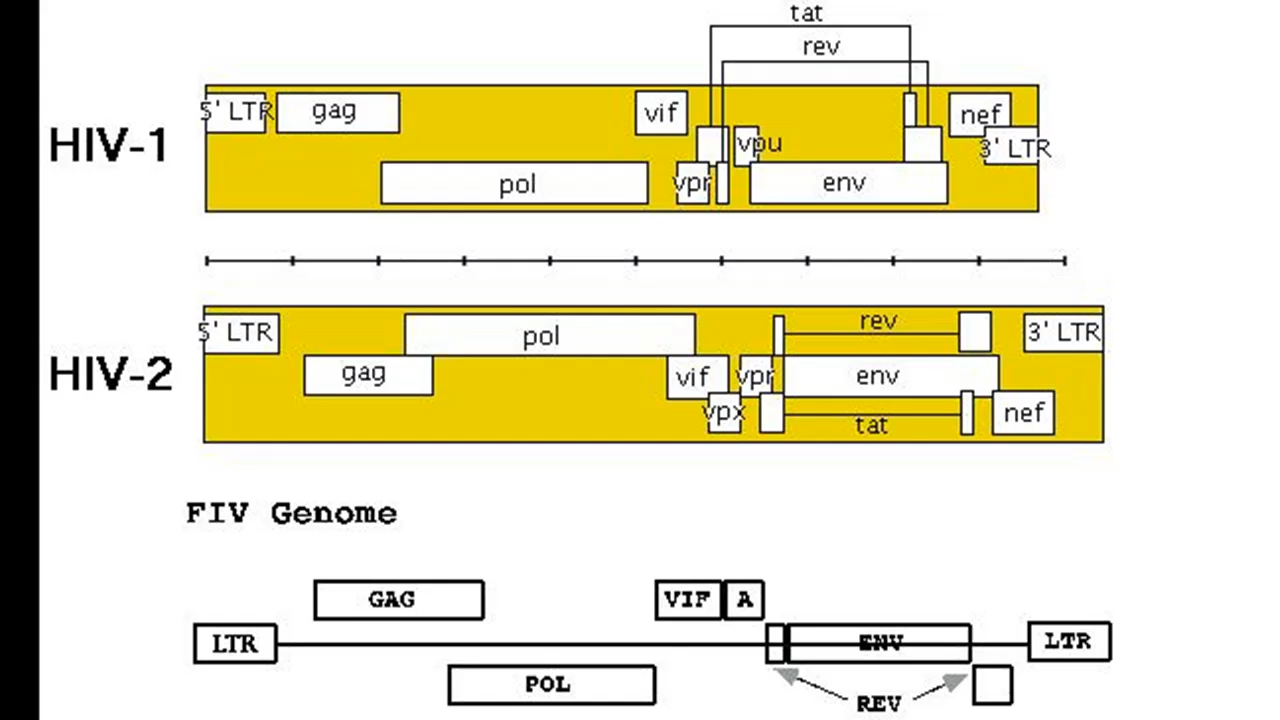 tat
rev
HIV-1
5' LTR
gag
vif
nef
vpu
3' LTR
pol
vpr
env
HIV-2
5' LTR
pol
rev
3' LTR
gag
vif
vpr
env
vpx
tat
nef
FIV Genome
GAG
VIF
A
LTR
ENV
LTR
POL
REV